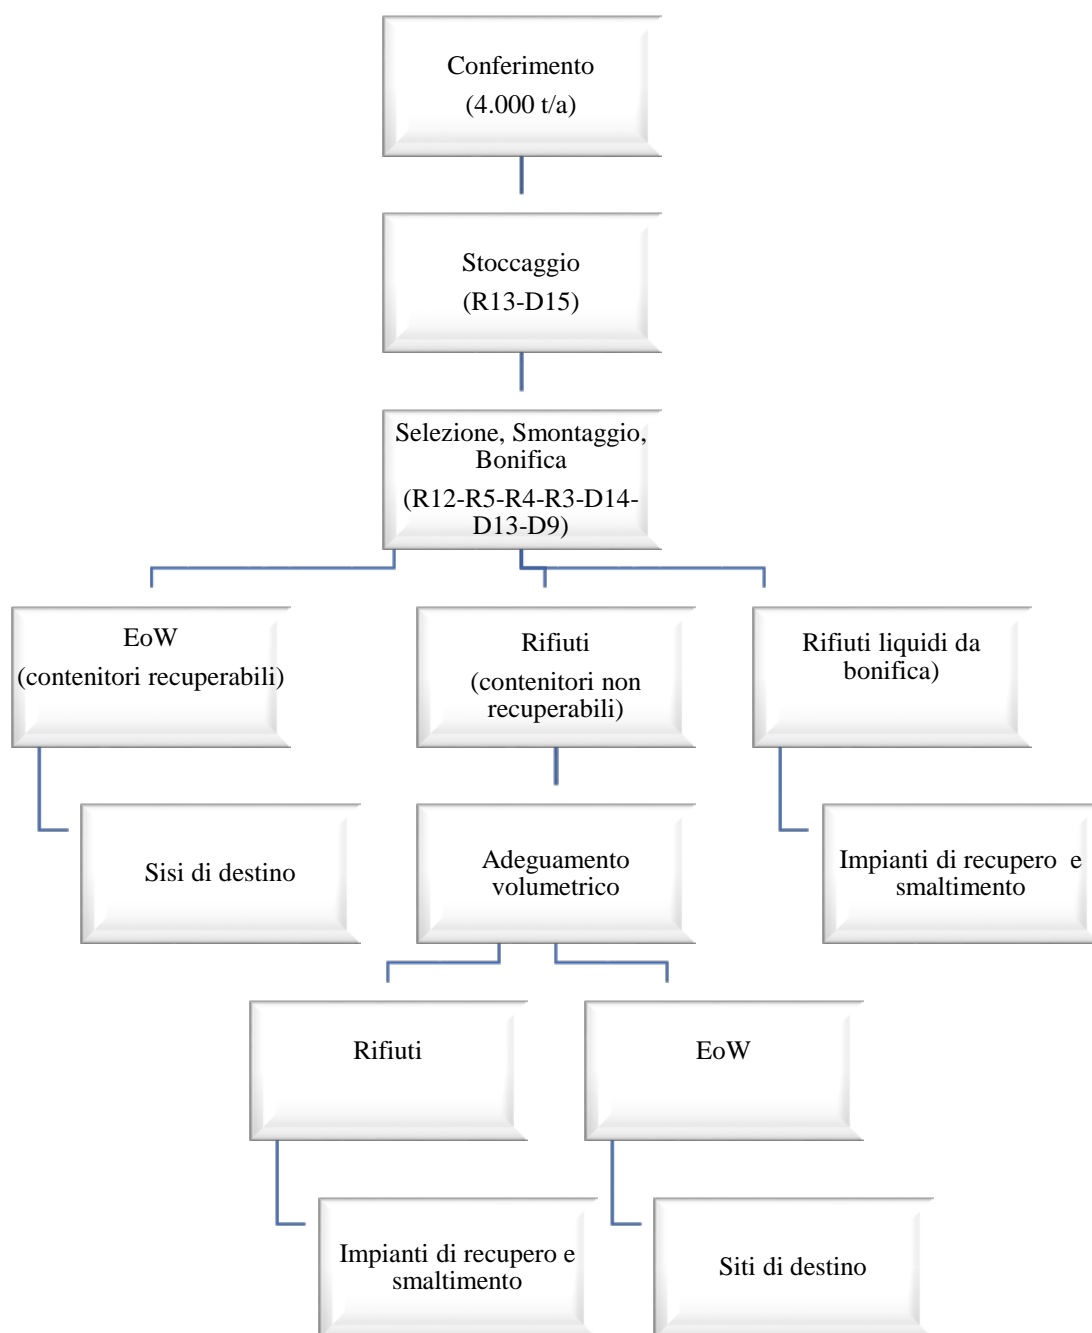 Conferimento
(4.000 t/a)
Stoccaggio
(R13-D15)
Selezione, Smontaggio,
Bonifica
(R12-R5-R4-R3-D14-
D13-D9)
EoW
(contenitori recuperabili)
Rifiuti
(contenitori non
recuperabili)
Rifiuti liquidi da
bonifica)
Sisi di destino
Adeguamento
volumetrico
Impianti di recupero e
smaltimento
Rifiuti
EoW
Impianti di recupero e
smaltimento
Siti di destino